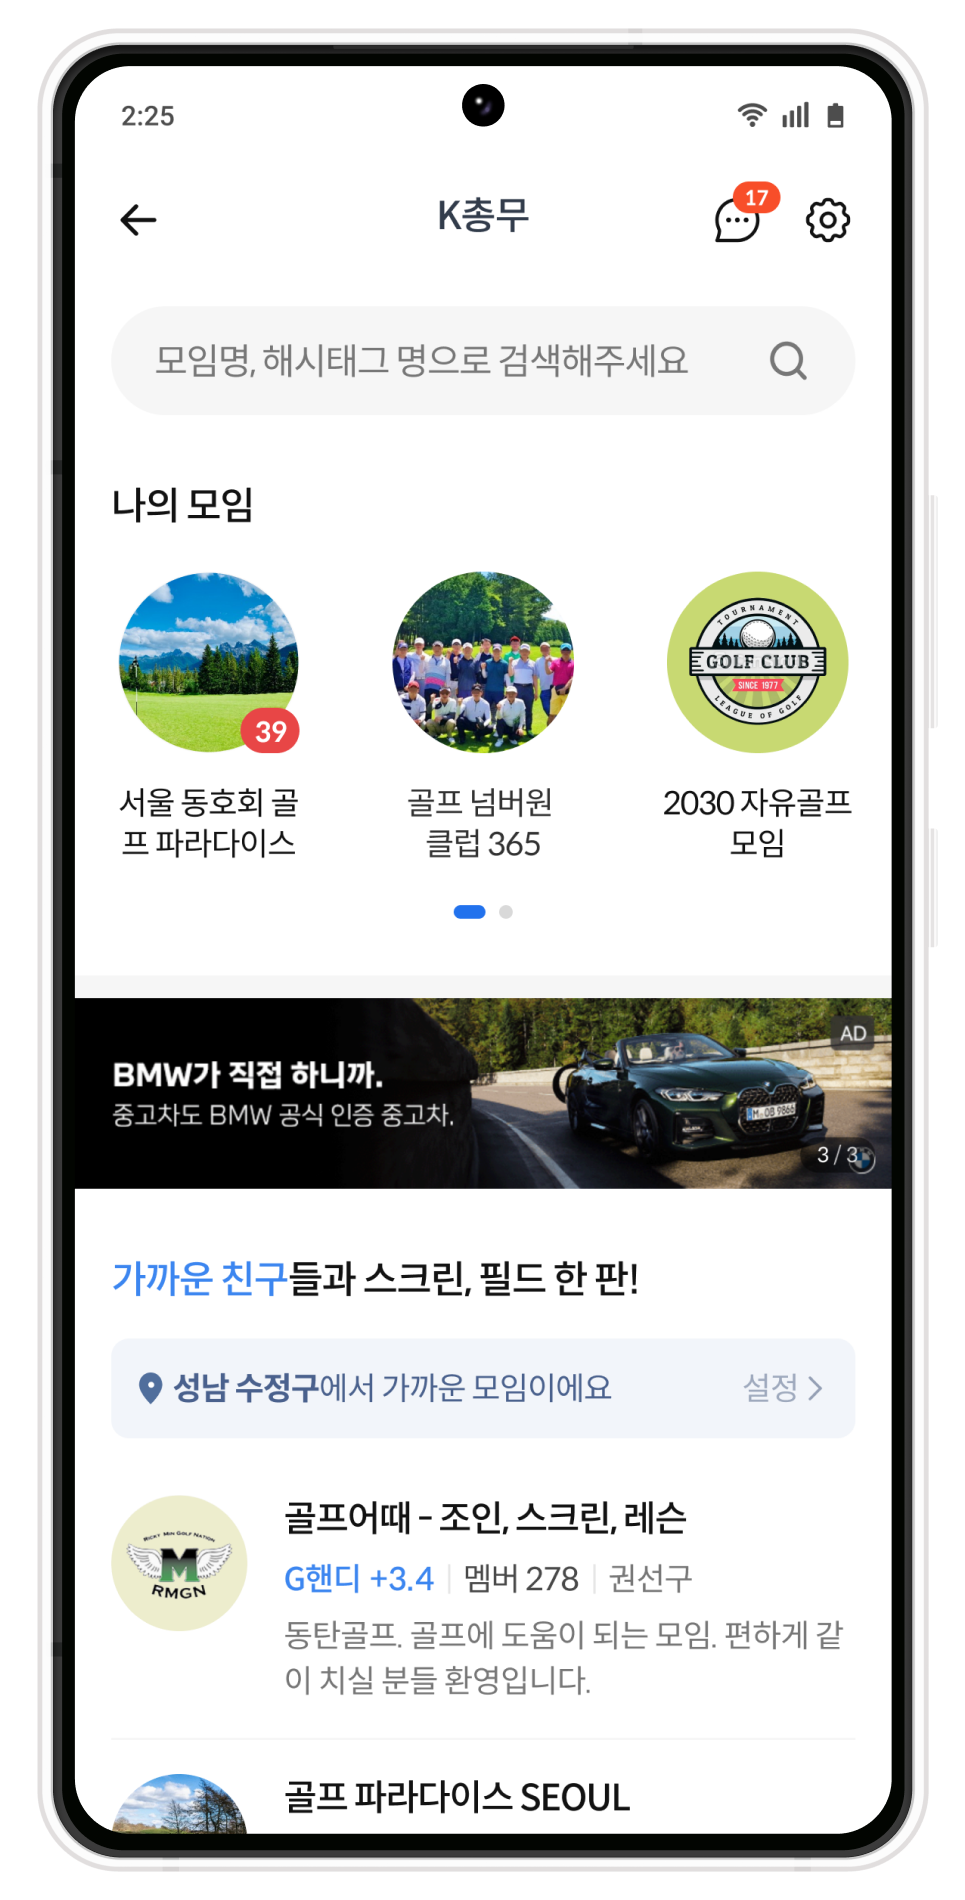 2:25
K총무
17
모임명, 해시태그 명으로 검색해주세요
나의 모임
TOURNAMENT
GOLF CLUB
SINCE 1977
LEAGUE OF GOLF
39
서울 동호회 골
프 파라다이스
골프 넘버원
클럽 365
2030 자유골프
모임
AD
BMW가 직접 하니까.
중고차도 BMW 공식 인증 중고차.
M OB 9866
3 / 3
가까운 친구들과 스크린, 필드 한 판!
성남 수정구에서 가까운 모임이에요
설정
RICKY MIN GOLF NATION
M
RMGN
골프어때 - 조인, 스크린, 레슨
G핸디 +3.4
멤버 278
권선구
동탄골프. 골프에 도움이 되는 모임. 편하게 같
이 치실 분들 환영입니다.
골프 파라다이스 SEOUL